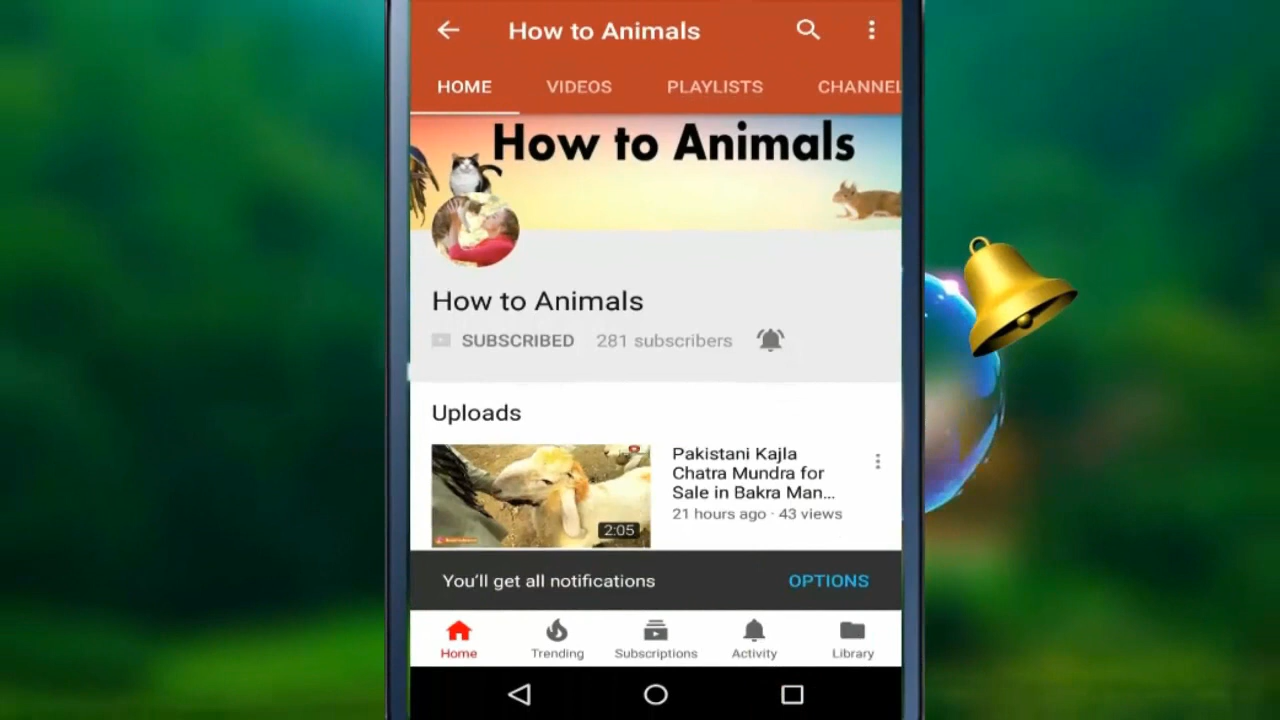 How to Animals
HOME VIDEOS PLAYLISTS CHANNEL
How to Animals
How to Animals
SUBSCRIBED 281 subscribers
Uploads
Pakistani Kajla
Chatra Mundra for
Sale in Bakra Man...
21 hours ago · 43 views
2:05
You'll get all notifications OPTIONS
Home Trending Subscriptions Activity Library